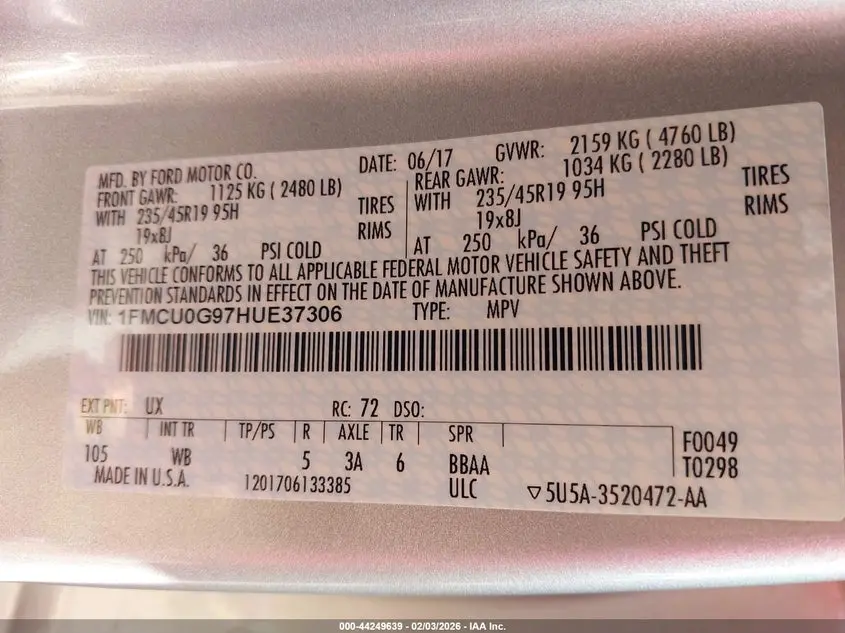 MFD. BY FORD MOTOR CO.
DATE: 06/17
GVWR: 2159 KG ( 4760 LB)
FRONT GAWR: 1125 KG ( 2480 LB)
WITH 235/45R19 95H TIRES
19x8J RIMS
AT 250 kPa/ 36 PSI COLD
REAR GAWR: 1034 KG ( 2280 LB)
WITH 235/45R19 95H TIRES
19x8J RIMS
AT 250 kPa/ 36 PSI COLD
THIS VEHICLE CONFORMS TO ALL APPLICABLE FEDERAL MOTOR VEHICLE SAFETY AND THEFT
PREVENTION STANDARDS IN EFFECT ON THE DATE OF MANUFACTURE SHOWN ABOVE.
VIN: 1FMCU0G97HUE37306 TYPE: MPV
EXT PNT: UX RC: 72 DSO:
WB INT TR TP/PS R AXLE TR SPR
105 WB 5 3A 6 BBAA
F0049
T0298
MADE IN U.S.A. 1201706133385 ULC ▽5U5A-3520472-AA
000-44249639 - 02/03/2026 - IAA Inc.